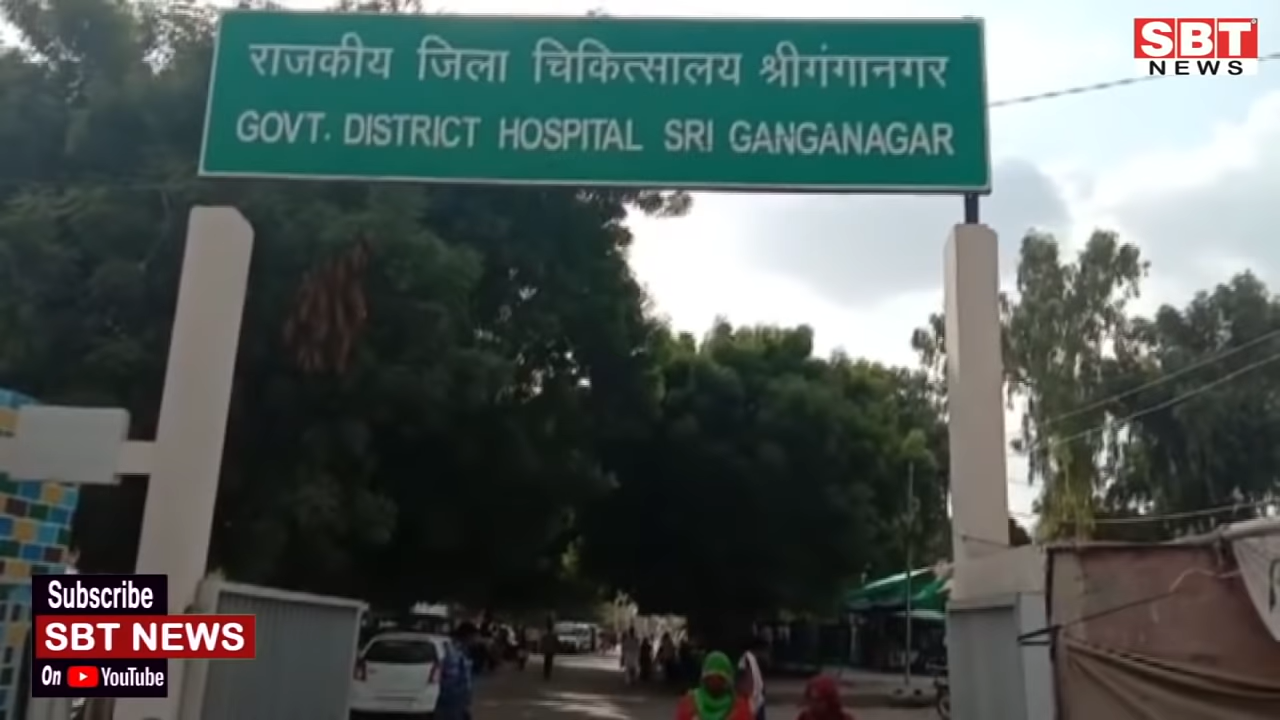 राजकीय जिला चिकित्सालय श्रीगंगानगर
GOVT. DISTRICT HOSPITAL SRI GANGANAGAR
SBT
NEWS
Subscribe
SBT NEWS
On YouTube